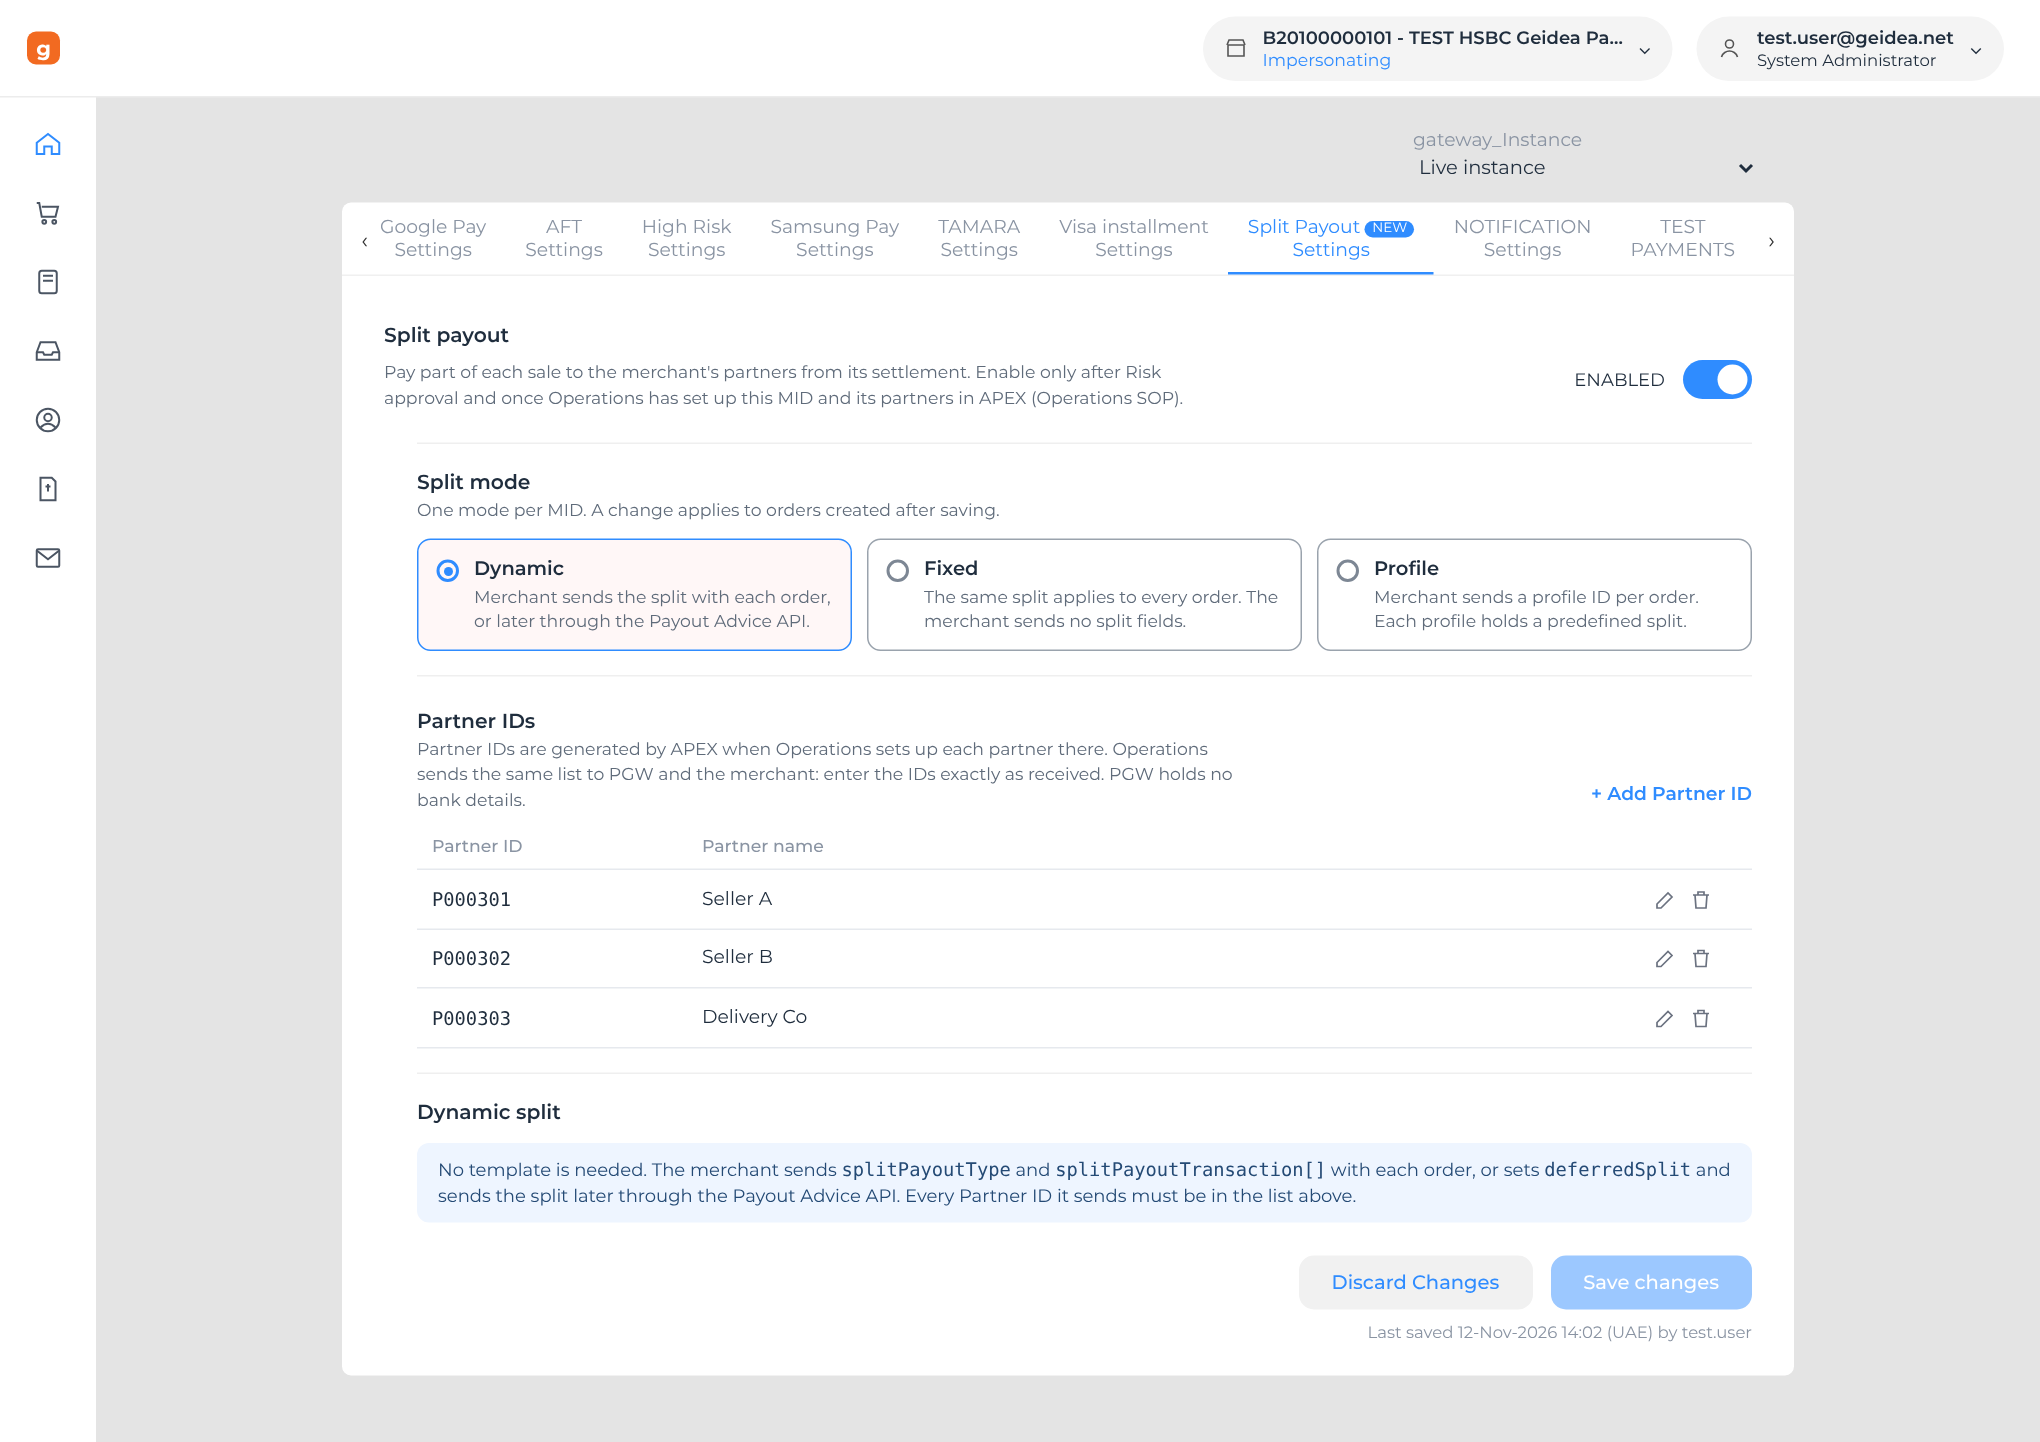 g
B20100000101 - TEST HSBC Geidea Pa...
Impersonating
test.user@geidea.net
System Administrator
gateway_Instance
Live instance
Google Pay
Settings
AFT
Settings
High Risk
Settings
Samsung Pay
Settings
TAMARA
Settings
Visa installment
Settings
Split Payout NEW
Settings
NOTIFICATION
Settings
TEST
PAYMENTS
Split payout
Pay part of each sale to the merchant's partners from its settlement. Enable only after Risk
approval and once Operations has set up this MID and its partners in APEX (Operations SOP).
ENABLED
Split mode
One mode per MID. A change applies to orders created after saving.
Dynamic
Merchant sends the split with each order,
or later through the Payout Advice API.
Fixed
The same split applies to every order. The
merchant sends no split fields.
Profile
Merchant sends a profile ID per order.
Each profile holds a predefined split.
Partner IDs
Partner IDs are generated by APEX when Operations sets up each partner there. Operations
sends the same list to PGW and the merchant: enter the IDs exactly as received. PGW holds no
bank details.
+ Add Partner ID
Partner ID Partner name
P000301 Seller A
P000302 Seller B
P000303 Delivery Co
Dynamic split
No template is needed. The merchant sends splitPayoutType and splitPayoutTransaction[] with each order, or sets deferredSplit and
sends the split later through the Payout Advice API. Every Partner ID it sends must be in the list above.
Discard Changes
Save changes
Last saved 12-Nov-2026 14:02 (UAE) by test.user